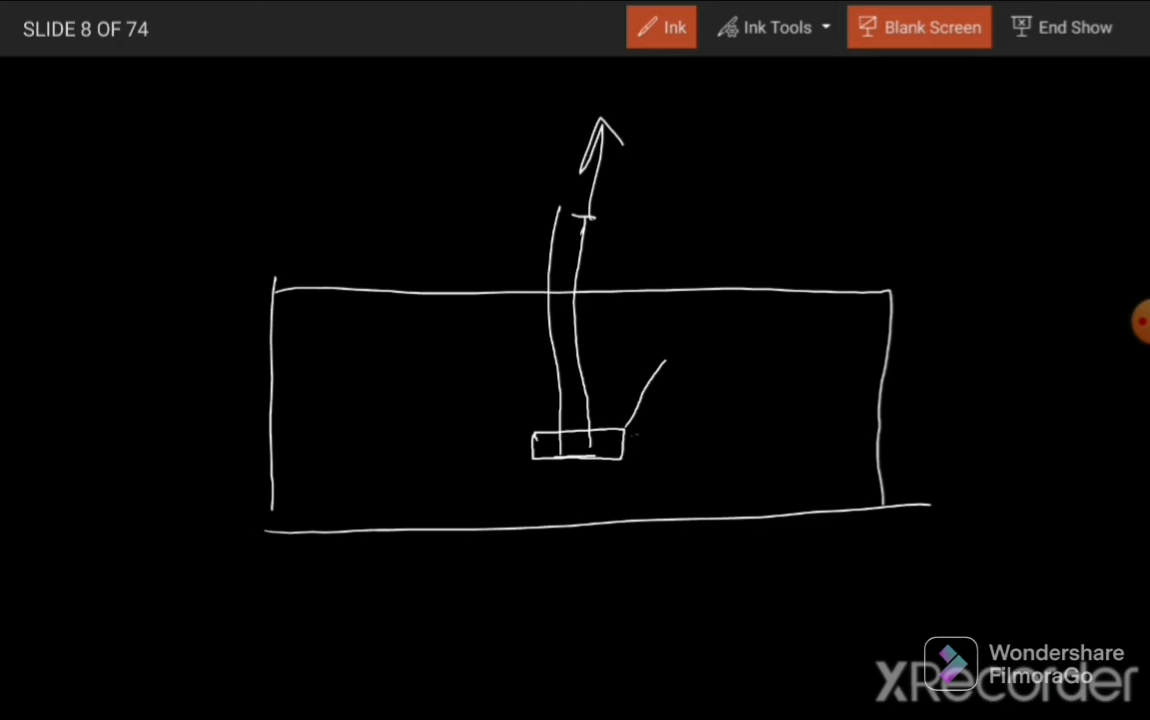 SLIDE 8 OF 74
Ink
Ink Tools
Blank Screen
End Show
Wondershare
FilmoraGo
XRecorder